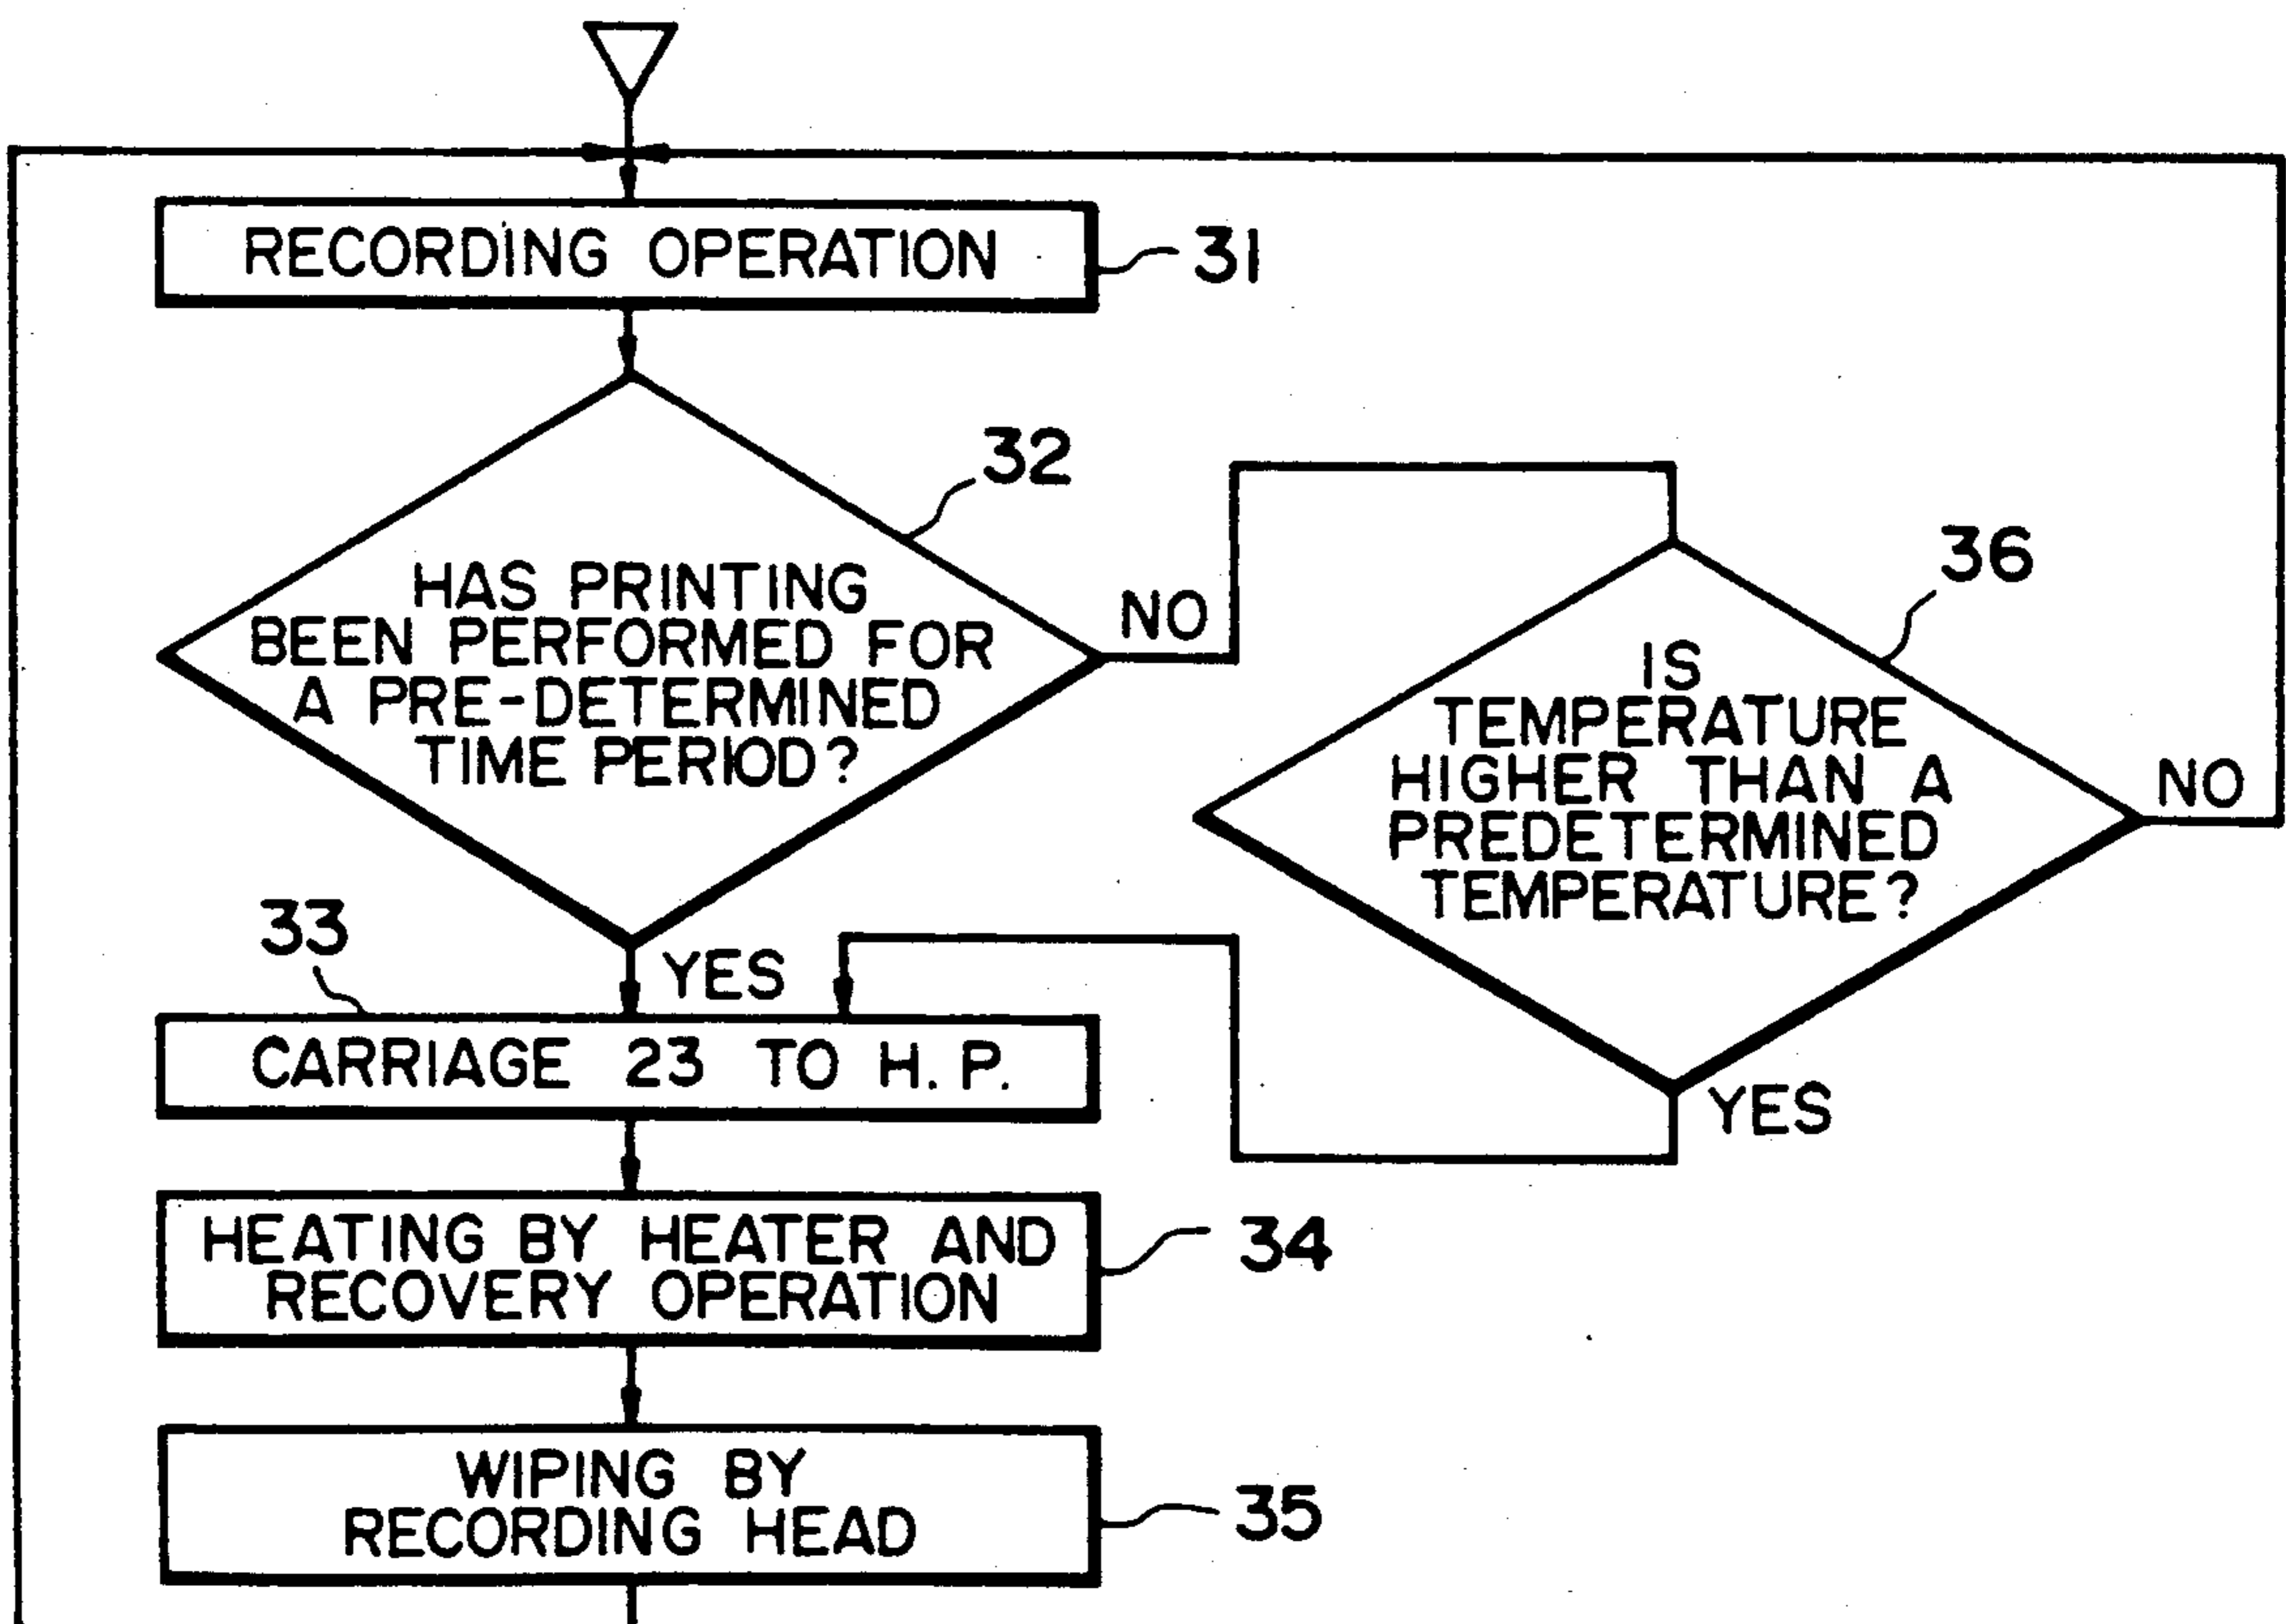 RECORDING OPERATION
31
32
HAS PRINTING
BEEN PERFORMED FOR
A PRE-DETERMINED
TIME PERIOD?
NO
36
IS
TEMPERATURE
HIGHER THAN A
PREDETERMINED
TEMPERATURE?
NO
YES
33
YES
CARRIAGE 23 TO H.P.
HEATING BY HEATER AND
RECOVERY OPERATION
34
WIPING BY
RECORDING HEAD
35